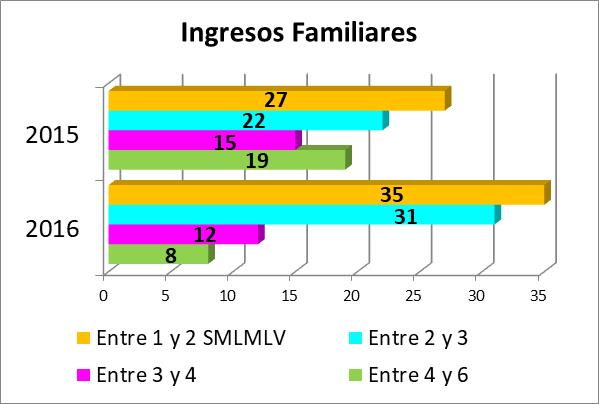 Ingresos Familiares
2015
27
22
15
19
2016
35
31
12
8
0 5 10 15 20 25 30 35
Entre 1 y 2 SMLMLV
Entre 2 y 3
Entre 3 y 4
Entre 4 y 6